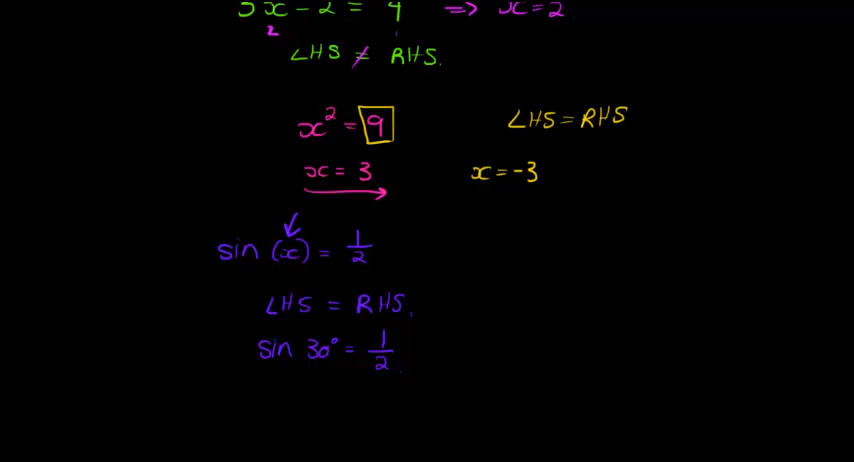 x - 2 = 4 => x = 2
2
LHS ≠ RHS.
x² = 9
LHS = RHS
x = 3
x = -3
sin (x) = 1/2
LHS = RHS.
sin 30° = 1/2.